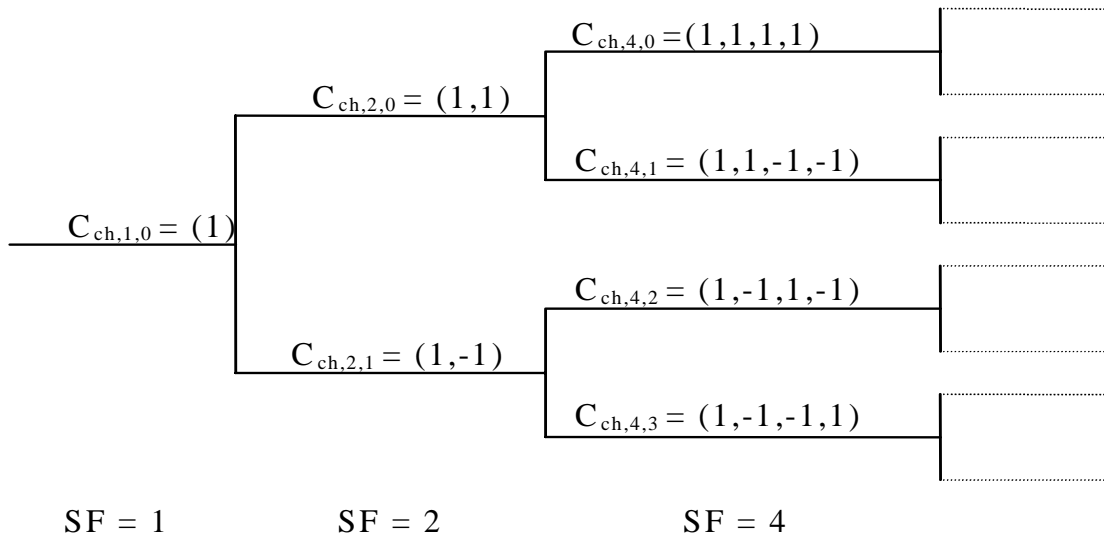 C ch,4,0 =(1,1,1,1)
C ch,2,0 = (1,1)
C ch,4,1 = (1,1,-1,-1)
C ch,1,0 = (1)
C ch,4,2 = (1,-1,1,-1)
C ch,2,1 = (1,-1)
C ch,4,3 = (1,-1,-1,1)
SF = 1
SF = 2
SF = 4